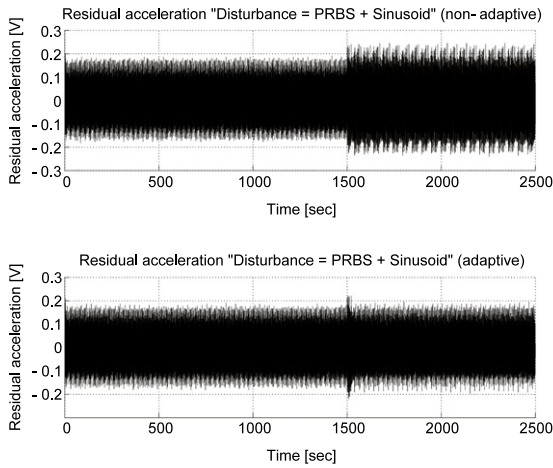 Residual acceleration "Disturbance = PRBS + Sinusoid" (non- adaptive)
Residual acceleration [V]
0.3
0.2
0.1
0
- 0.1
- 0.2
- 0.3
0 500 1000 1500 2000 2500
Time [sec]
Residual acceleration "Disturbance = PRBS + Sinusoid" (adaptive)
Residual acceleration [V]
0.3
0.2
0.1
0
- 0.1
- 0.2
0 500 1000 1500 2000 2500
Time [sec]